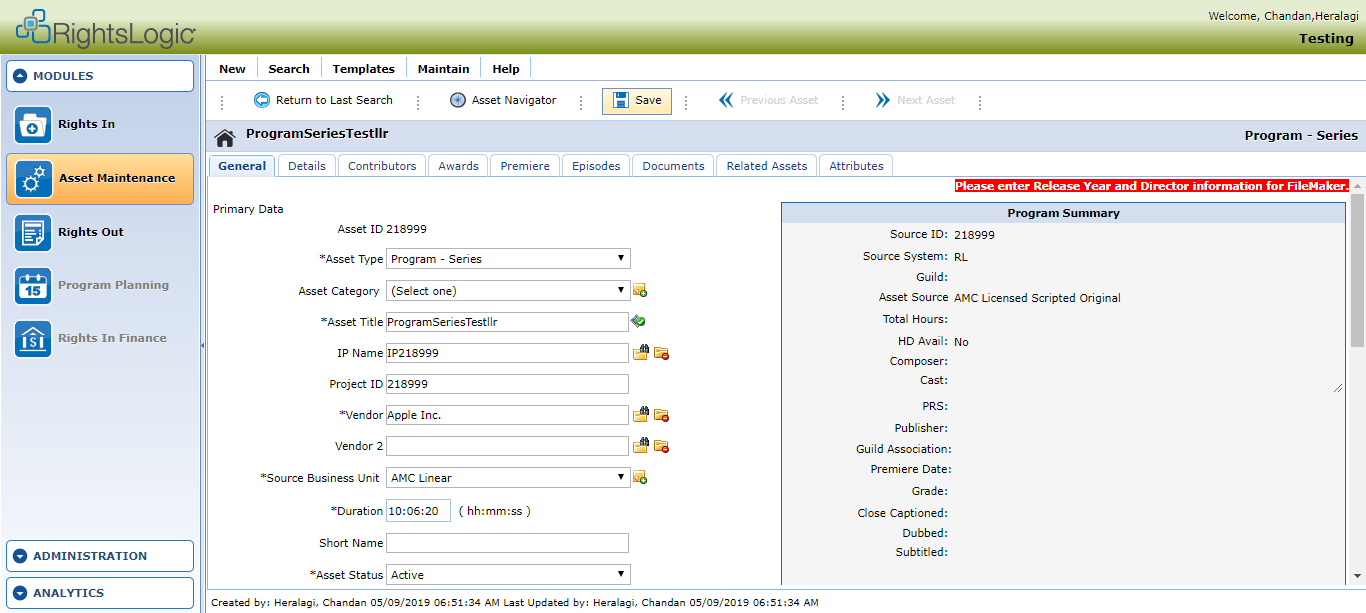 RightsLogic
Welcome, Chandan,Heralagi
Testing
MODULES
Rights In
Asset Maintenance
Rights Out
15
Program Planning
$
Rights In Finance
ADMINISTRATION
ANALYTICS
New Search Templates Maintain Help
Return to Last Search Asset Navigator Save Previous Asset Next Asset
ProgramSeriesTestllr
Program - Series
General Details Contributors Awards Premiere Episodes Documents Related Assets Attributes
Please enter Release Year and Director information for FileMaker.
Primary Data
Asset ID 218999
*Asset Type Program - Series
Asset Category (Select one)
*Asset Title ProgramSeriesTestllr
IP Name IP218999
Project ID 218999
*Vendor Apple Inc.
Vendor 2
*Source Business Unit AMC Linear
*Duration 10:06:20 ( hh:mm:ss )
Short Name
*Asset Status Active
Program Summary
Source ID: 218999
Source System: RL
Guild:
Asset Source AMC Licensed Scripted Original
Total Hours:
HD Avail: No
Composer:
Cast:
PRS:
Publisher:
Guild Association:
Premiere Date:
Grade:
Close Captioned:
Dubbed:
Subtitled:
Created by: Heralagi, Chandan 05/09/2019 06:51:34 AM Last Updated by: Heralagi, Chandan 05/09/2019 06:51:34 AM